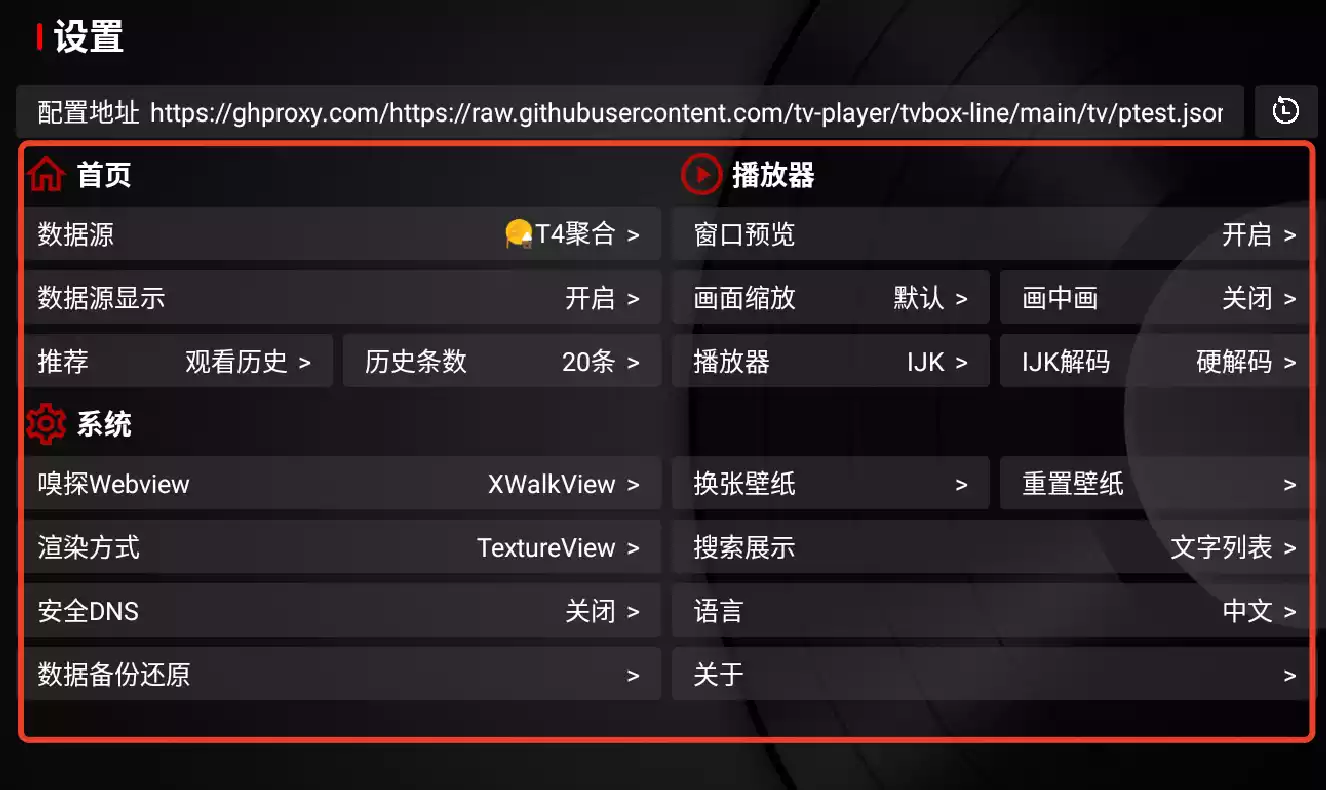 设置
配置地址 https://ghproxy.com/https://raw.githubusercontent.com/tv-player/tvbox-line/main/tv/ptest.json
首页
数据源 T4聚合 >
数据源显示 开启 >
推荐 观看历史 > 历史条数 20条 >
播放器
窗口预览 开启 >
画面缩放 默认 > 画中画 关闭 >
播放器 IJK > IJK解码 硬解码 >
系统
嗅探Webview XWalkView > 换张壁纸 > 重置壁纸 >
渲染方式 TextureView > 搜索展示 文字列表 >
安全DNS 关闭 > 语言 中文 >
数据备份还原 > 关于 >